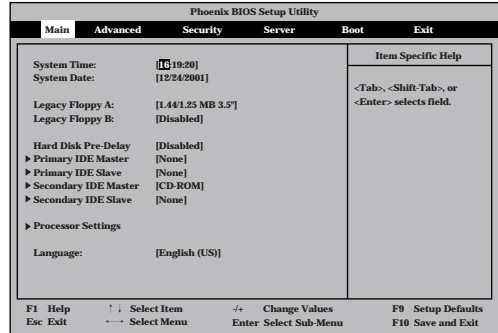 Phoenix BIOS Setup Utility
Main Advanced Security Server Boot Exit
Item Specific Help
System Time: [16:19:20]
System Date: [12/24/2001]
<Tab>, <Shift-Tab>, or
<Enter> selects field.
Legacy Floppy A: [1.44/1.25 MB 3.5"]
Legacy Floppy B: [Disabled]
Hard Disk Pre-Delay [Disabled]
Primary IDE Master [None]
Primary IDE Slave [None]
Secondary IDE Master [CD-ROM]
Secondary IDE Slave [None]
Processor Settings
Language: [English (US)]
F1 Help ↑ ↓ Select Item -/+ Change Values F9 Setup Defaults
Esc Exit ←→ Select Menu Enter Select Sub-Menu F10 Save and Exit